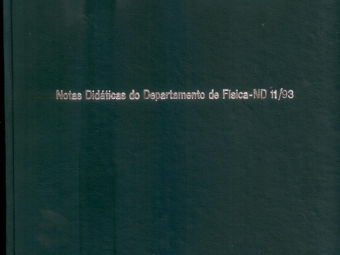 Notas Didáticas do Departamento de Física-ND 11/93